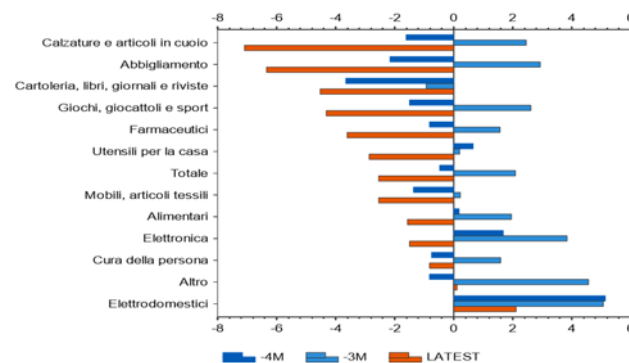 -8 -6 -4 -2 0 2 4 6
Calzature e articoli in cuoio
Abbigliamento
Cartoleria, libri, giornali e riviste
Giochi, giocattoli e sport
Farmaceutici
Utensili per la casa
Totale
Mobili, articoli tessili
Alimentari
Elettronica
Cura della persona
Altro
Elettrodomestici
-8 -6 -4 -2 0 2 4 6
-4M -3M LATEST